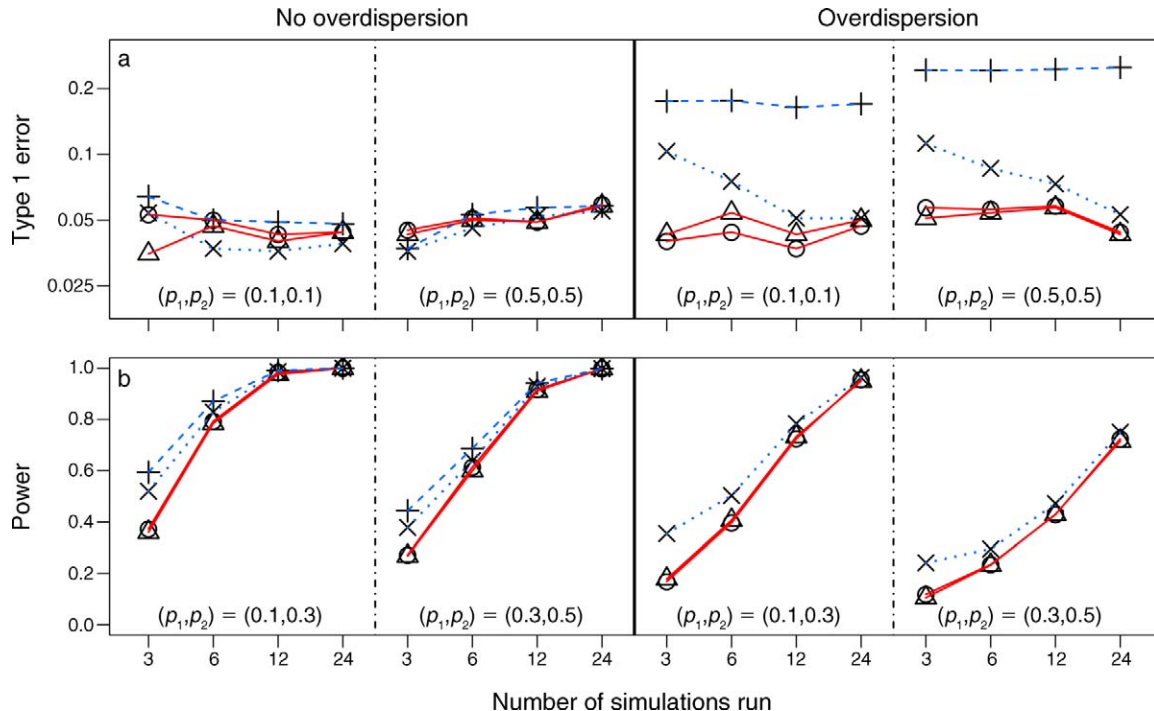 No overdispersion Overdispersion
a
Type 1 error
0.2
0.1
0.05
0.025
(p1,p2) = (0.1,0.1) (p1,p2) = (0.5,0.5) (p1,p2) = (0.1,0.1) (p1,p2) = (0.5,0.5)
b
Power
1.0
0.8
0.6
0.4
0.2
0.0
(p1,p2) = (0.1,0.3) (p1,p2) = (0.3,0.5) (p1,p2) = (0.1,0.3) (p1,p2) = (0.3,0.5)
3 6 12 24 3 6 12 24 3 6 12 24 3 6 12 24
Number of simulations run